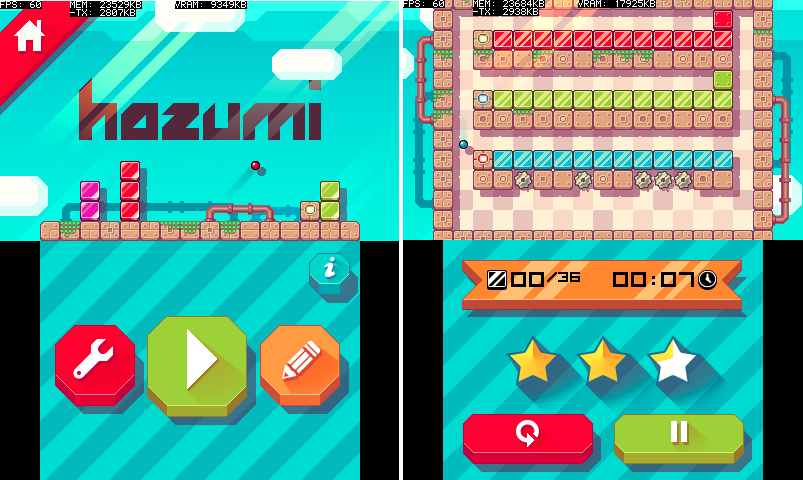 FPS: 60 MEM: 23529KB VRAM: 9349KB
-TX: 2807KB
hazumi
i
FPS: 60 MEM: 23684KB VRAM: 17925KB
-TX: 2938KB
00/36 00:07